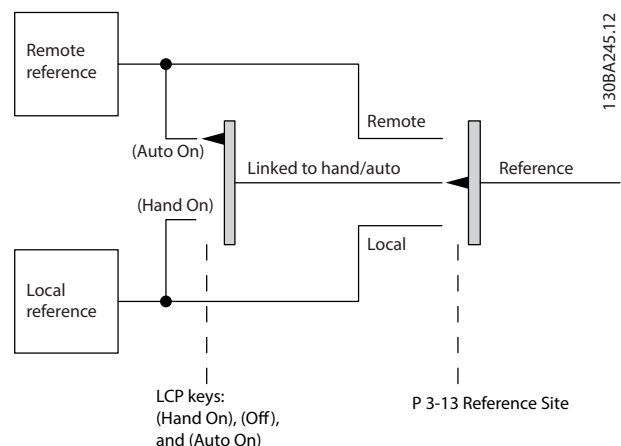 Remote
reference
130BA245.12
Remote
(Auto On)
Linked to hand/auto
Reference
(Hand On)
Local
Local
reference
LCP keys:
(Hand On), (Off),
and (Auto On)
P 3-13 Reference Site